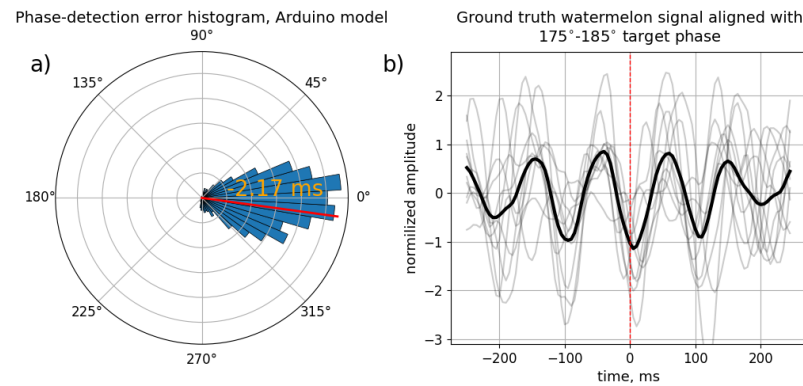 Phase-detection error histogram, Arduino model
a)
90°
135°
45°
180°
-2.17 ms
0°
225°
315°
270°
Ground truth watermelon signal aligned with
175°-185° target phase
b)
normilized amplitude
2
1
0
−1
−2
−3
−200
−100
0
100
200
time, ms